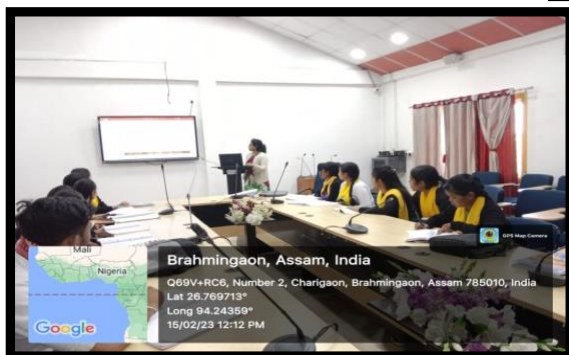 GPS Map Camera
Mali
Nigeria
Google
Brahmingaon, Assam, India
Q69V+RC6, Number 2, Charigaon, Brahmingaon, Assam 785010, India
Lat 26.769713°
Long 94.24359°
15/02/23 12:12 PM